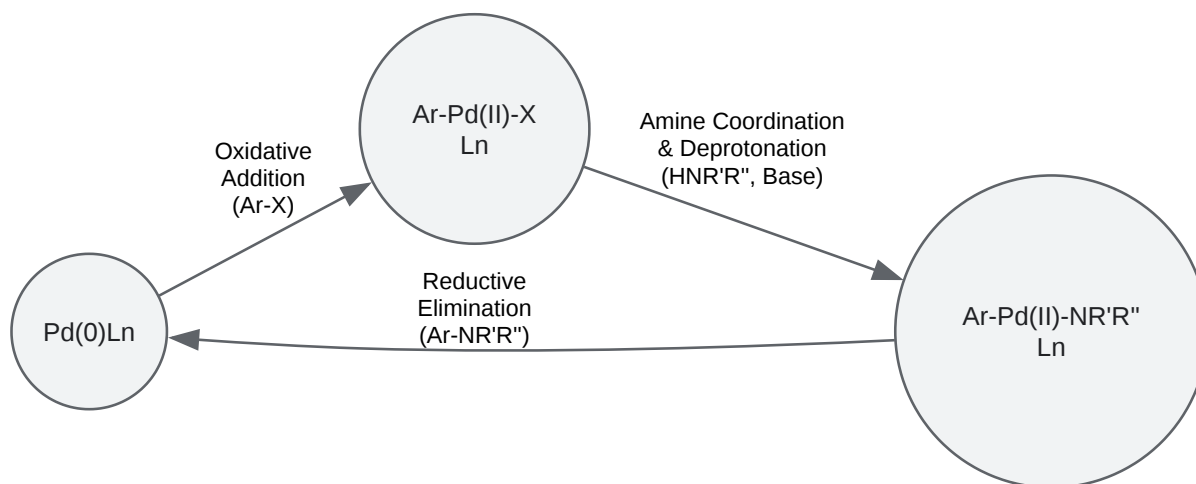 Ar-Pd(II)-X
Ln
Oxidative
Addition
(Ar-X)
Amine Coordination
& Deprotonation
(HNR'R", Base)
Reductive
Elimination
(Ar-NR'R")
Pd(0)Ln
Ar-Pd(II)-NR'R"
Ln